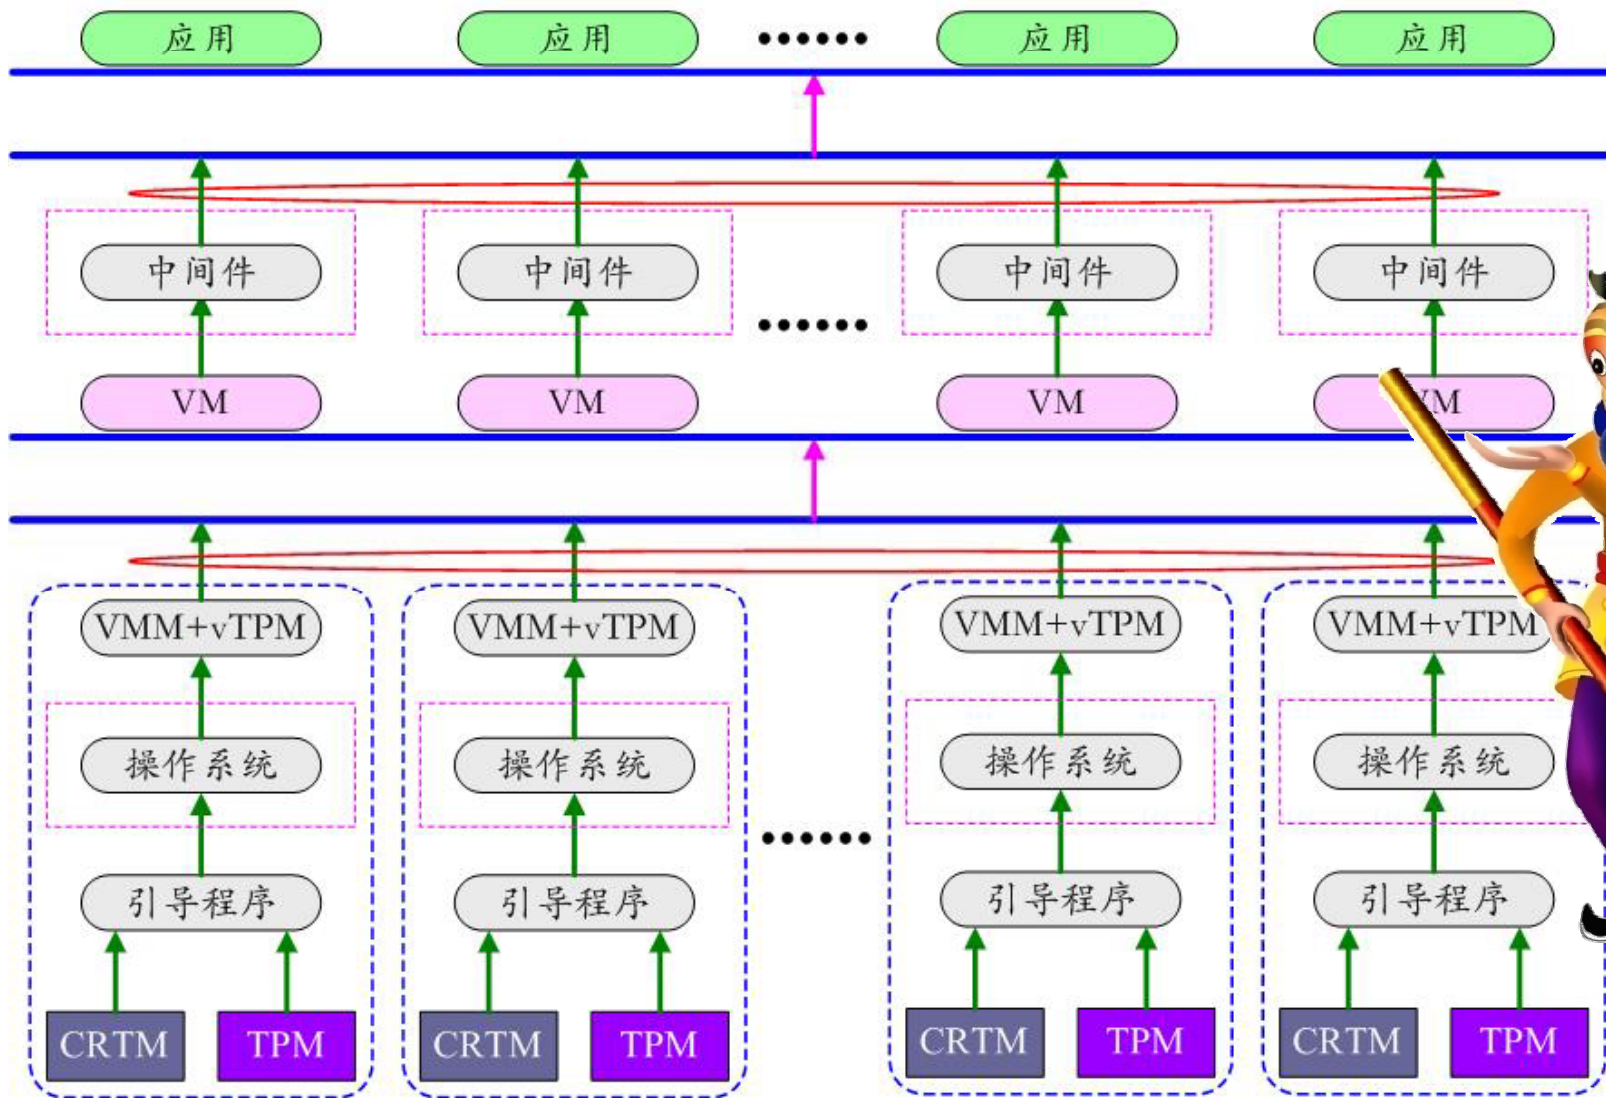 应用 应用 ...... 应用 应用
中间件 中间件 中间件 中间件
......
VM VM VM VM
VMM+vTPM VMM+vTPM VMM+vTPM VMM+vTPM
操作系统 操作系统 操作系统 操作系统
......
引导程序 引导程序 引导程序 引导程序
CRTM TPM CRTM TPM CRTM TPM CRTM TPM